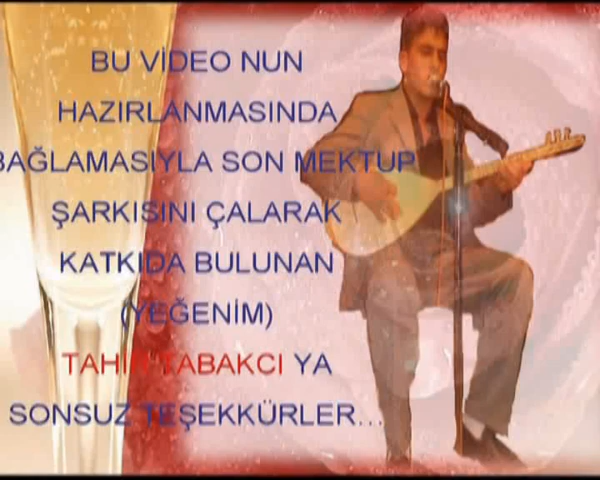 BU VİDEO NUN
HAZIRLANMASINDA
BAĞLAMASIYLA SON MEKTUP
ŞARKISINI ÇALARAK
KATKIDA BULUNAN
(YEĞENİM)
TAHİR TABAKCI YA
SONSUZ TEŞEKKÜRLER...